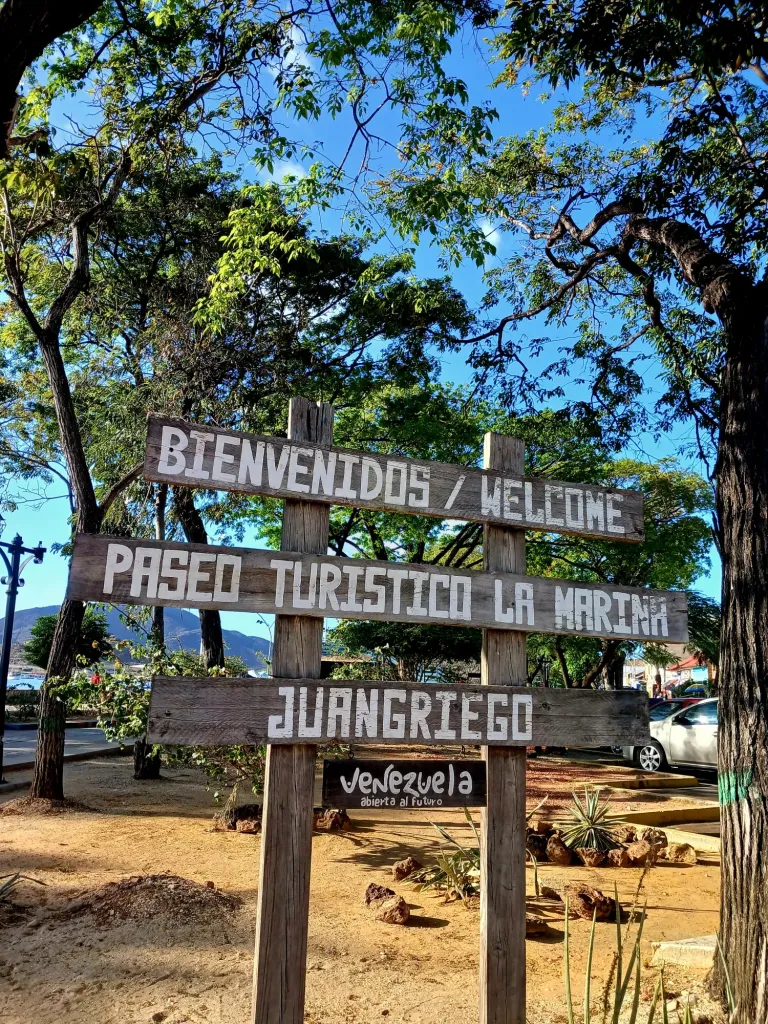 BIENVENIDOS / WELCOME
PASEO TURISTICO LA MARINA
JUANGRIEGO
venezuela
abierta al futuro